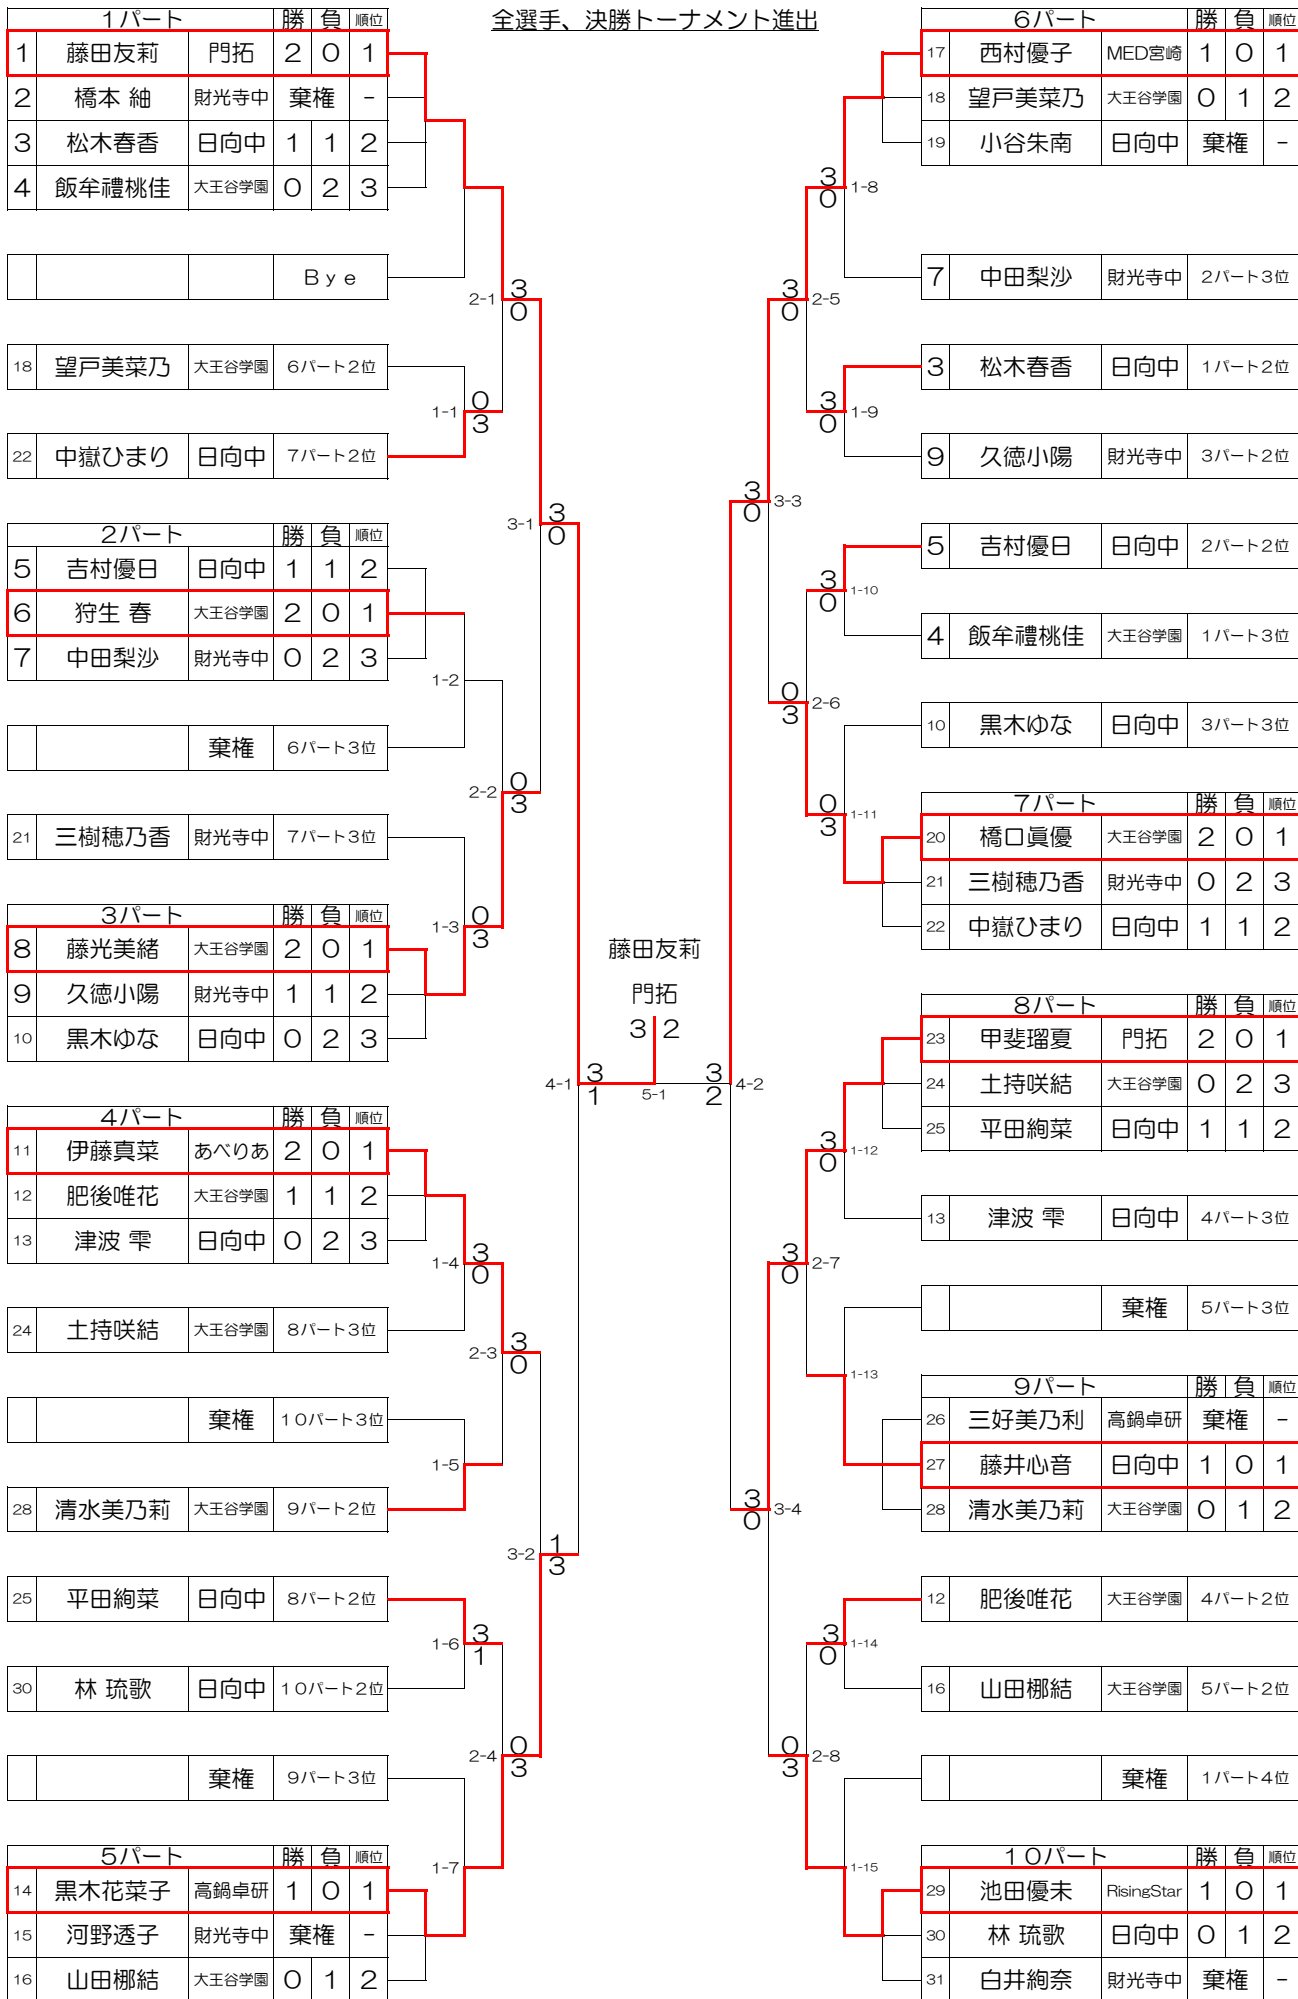 全選手、決勝トーナメント進出
1パート 勝 負 順位
1 藤田友莉 門拓 2 0 1
2 橋本 紬 財光寺中 棄権 -
3 松木春香 日向中 1 1 2
4 飯牟禮桃佳 大王谷学園 0 2 3
Bye
2-1 3 0
18 望戸美菜乃 大王谷学園 6パート2位
1-1 0 3
22 中嶽ひまり 日向中 7パート2位
3-1 3 0
2パート 勝 負 順位
5 吉村優日 日向中 1 1 2
6 狩生 春 大王谷学園 2 0 1
7 中田梨沙 財光寺中 0 2 3
1-2
棄権 6パート3位
2-2 0 3
21 三樹穂乃香 財光寺中 7パート3位
1-3 0 3
3パート 勝 負 順位
8 藤光美緒 大王谷学園 2 0 1
9 久徳小陽 財光寺中 1 1 2
10 黒木ゆな 日向中 0 2 3
4-1 3 1
4パート 勝 負 順位
11 伊藤真菜 あべりあ 2 0 1
12 肥後唯花 大王谷学園 1 1 2
13 津波 雫 日向中 0 2 3
1-4 3 0
24 土持咲結 大王谷学園 8パート3位
2-3 3 0
棄権 10パート3位
1-5
28 清水美乃莉 大王谷学園 9パート2位
3-2 1 3
25 平田絢菜 日向中 8パート2位
1-6 3 1
30 林 琉歌 日向中 10パート2位
2-4 0 3
棄権 9パート3位
1-7
5パート 勝 負 順位
14 黒木花菜子 高鍋卓研 1 0 1
15 河野透子 財光寺中 棄権 -
16 山田梛結 大王谷学園 0 1 2
藤田友莉
門拓
3 2
5-1
6パート 勝 負 順位
17 西村優子 MED宮崎 1 0 1
18 望戸美菜乃 大王谷学園 0 1 2
19 小谷朱南 日向中 棄権 -
3 0 1-8
7 中田梨沙 財光寺中 2パート3位
3 0 2-5
3 松木春香 日向中 1パート2位
3 0 1-9
9 久徳小陽 財光寺中 3パート2位
3 0 3-3
5 吉村優日 日向中 2パート2位
3 0 1-10
4 飯牟禮桃佳 大王谷学園 1パート3位
0 3 2-6
10 黒木ゆな 日向中 3パート3位
0 3 1-11
7パート 勝 負 順位
20 橋口眞優 大王谷学園 2 0 1
21 三樹穂乃香 財光寺中 0 2 3
22 中嶽ひまり 日向中 1 1 2
3 2 4-2
8パート 勝 負 順位
23 甲斐瑠夏 門拓 2 0 1
24 土持咲結 大王谷学園 0 2 3
25 平田絢菜 日向中 1 1 2
3 0 1-12
13 津波 雫 日向中 4パート3位
3 0 2-7
棄権 5パート3位
1-13
9パート 勝 負 順位
26 三好美乃利 高鍋卓研 棄権 -
27 藤井心音 日向中 1 0 1
28 清水美乃莉 大王谷学園 0 1 2
3 0 3-4
12 肥後唯花 大王谷学園 4パート2位
3 0 1-14
16 山田梛結 大王谷学園 5パート2位
0 3 2-8
棄権 1パート4位
1-15
10パート 勝 負 順位
29 池田優未 RisingStar 1 0 1
30 林 琉歌 日向中 0 1 2
31 白井絢奈 財光寺中 棄権 -